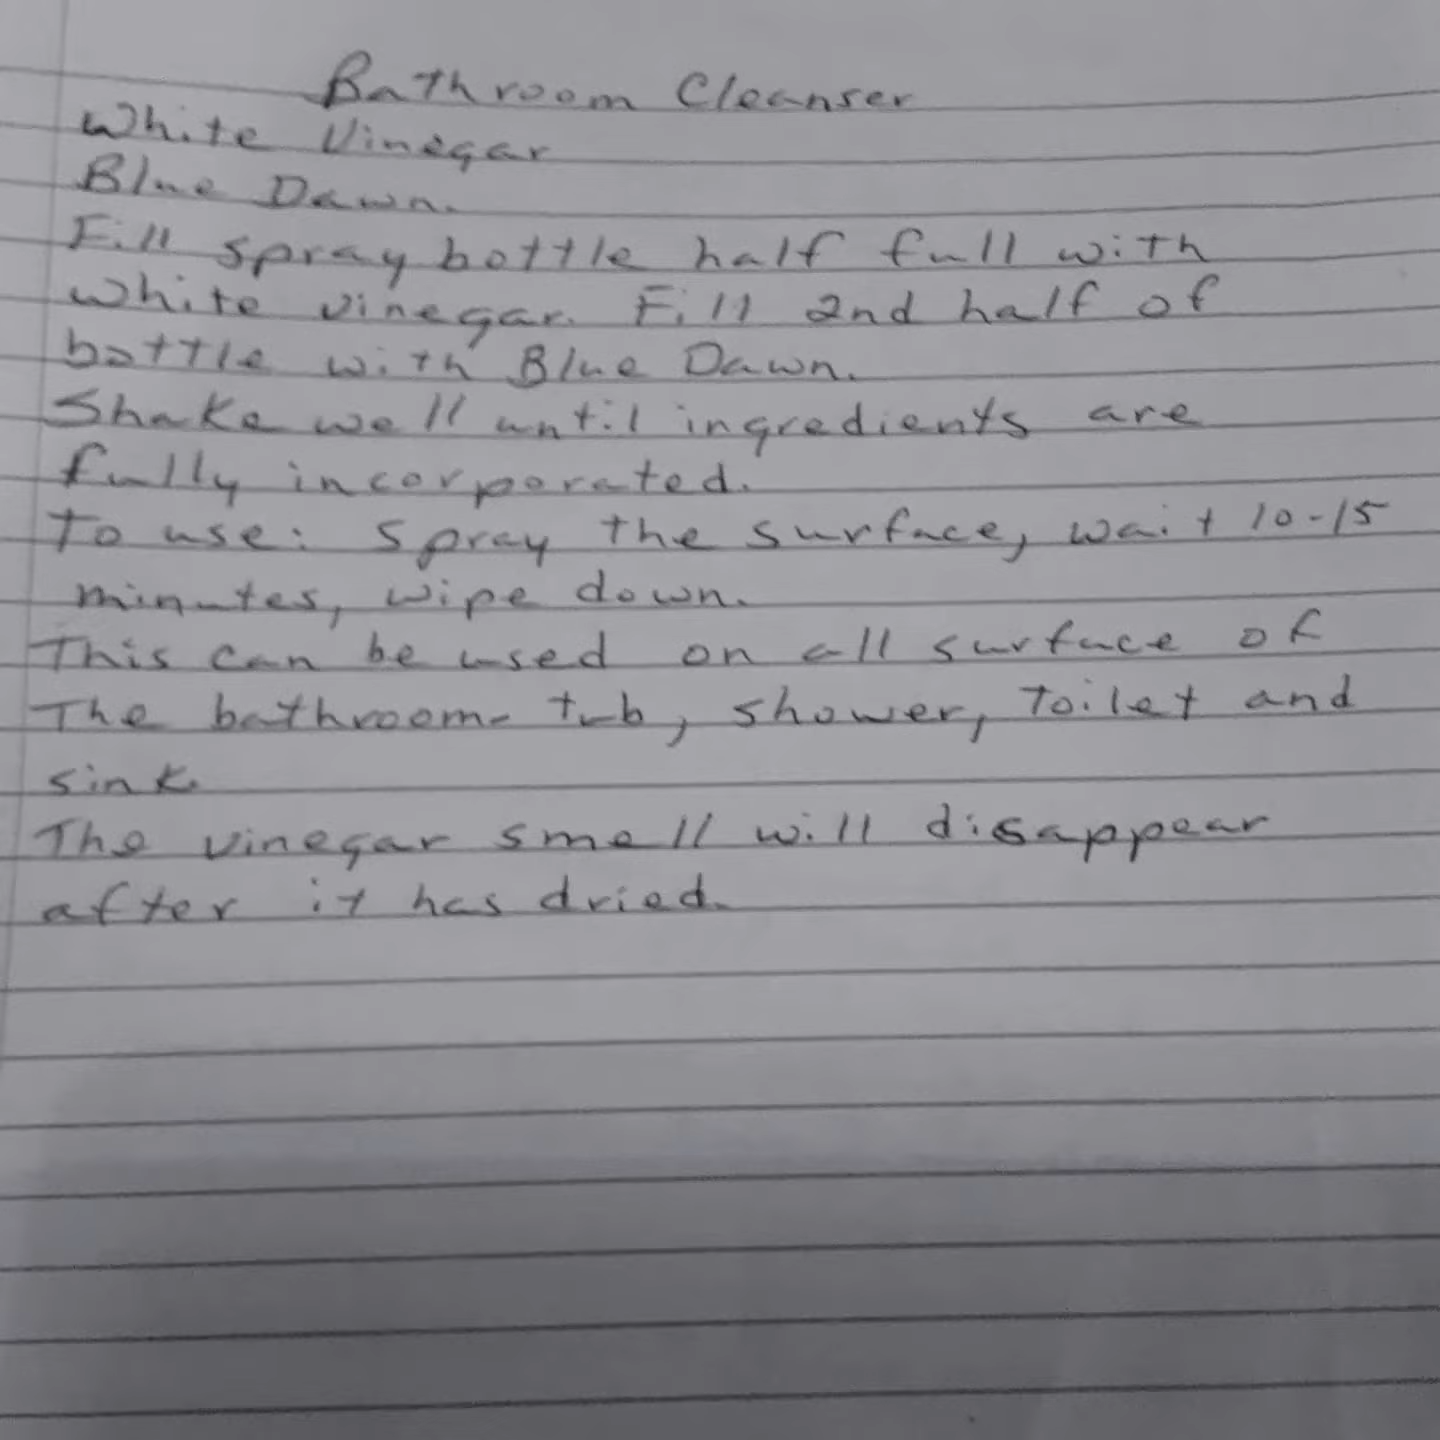 Bathroom Cleanser
White Vinegar
Blue Dawn.
Fill spray bottle half full with
white vinegar. Fill 2nd half of
bottle with Blue Dawn.
Shake well until ingredients are
fully incorporated.
To use: spray the surface, wait 10-15
minutes, wipe down.
This can be used on all surface of
The bathroom- tub, shower, Toilet and
sink.
The vinegar smell will disappear
after it has dried.